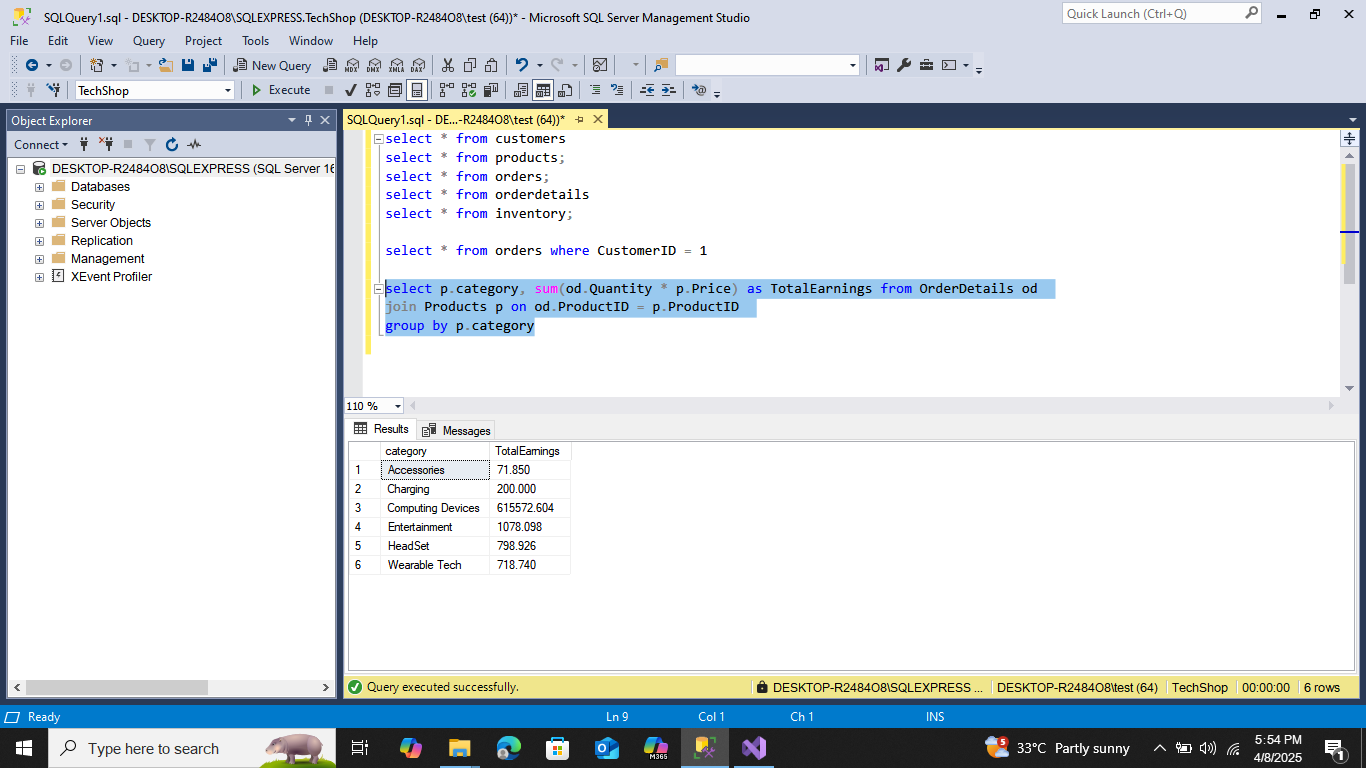 SQLQuery1.sql - DESKTOP-R2484O8\SQLEXPRESS.TechShop (DESKTOP-R2484O8\test (64))* - Microsoft SQL Server Management Studio
Quick Launch (Ctrl+Q)
File Edit View Query Project Tools Window Help
New Query MDX DMX XMLA DAX
TechShop Execute
Object Explorer
Connect
DESKTOP-R2484O8\SQLEXPRESS (SQL Server 16
Databases
Security
Server Objects
Replication
Management
XEvent Profiler
SQLQuery1.sql - DE...-R2484O8\test (64))*
select * from customers
select * from products;
select * from orders;
select * from orderdetails
select * from inventory;
select * from orders where CustomerID = 1
select p.category, sum(od.Quantity * p.Price) as TotalEarnings from OrderDetails od
join Products p on od.ProductID = p.ProductID
group by p.category
110 %
Results Messages
category TotalEarnings
1 Accessories 71.850
2 Charging 200.000
3 Computing Devices 615572.604
4 Entertainment 1078.098
5 HeadSet 798.926
6 Wearable Tech 718.740
Query executed successfully. DESKTOP-R2484O8\SQLEXPRESS ... DESKTOP-R2484O8\test (64) TechShop 00:00:00 6 rows
Ready Ln 9 Col 1 Ch 1 INS
Type here to search M365 5 33°C Partly sunny 5:54 PM
4/8/2025 1